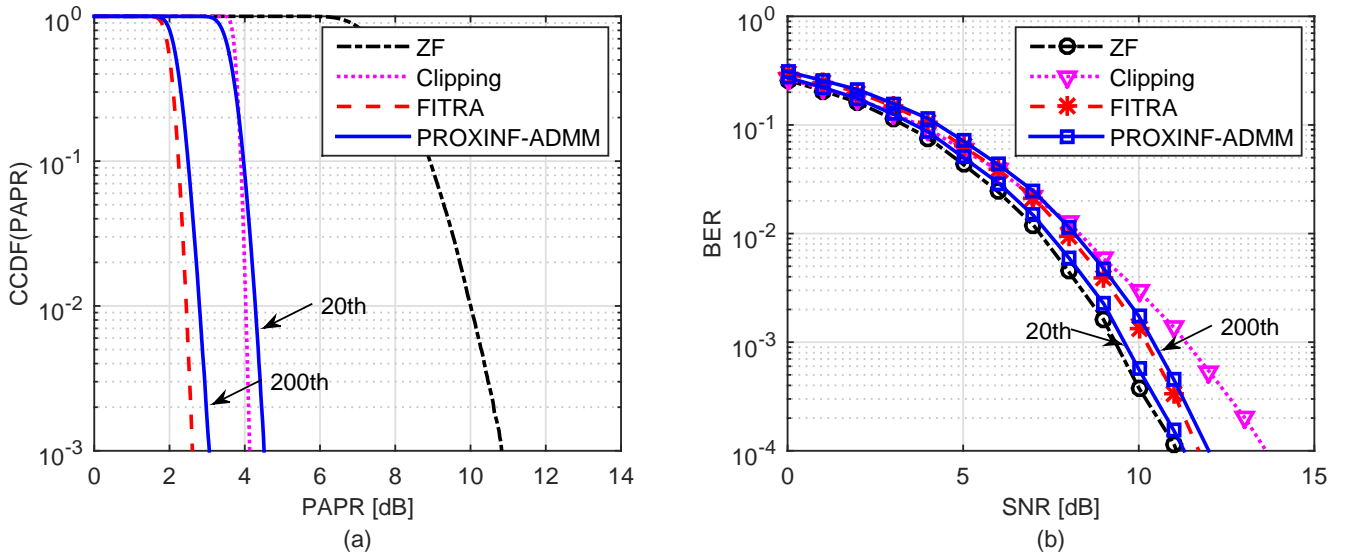 10^0
10^-1
10^-2
10^-3
CCDF(PAPR)
0 2 4 6 8 10 12 14
PAPR [dB]
(a)
ZF
Clipping
FITRA
PROXINF-ADMM
20th
200th
10^0
10^-1
10^-2
10^-3
10^-4
BER
0 5 10 15
SNR [dB]
(b)
ZF
Clipping
FITRA
PROXINF-ADMM
20th
200th